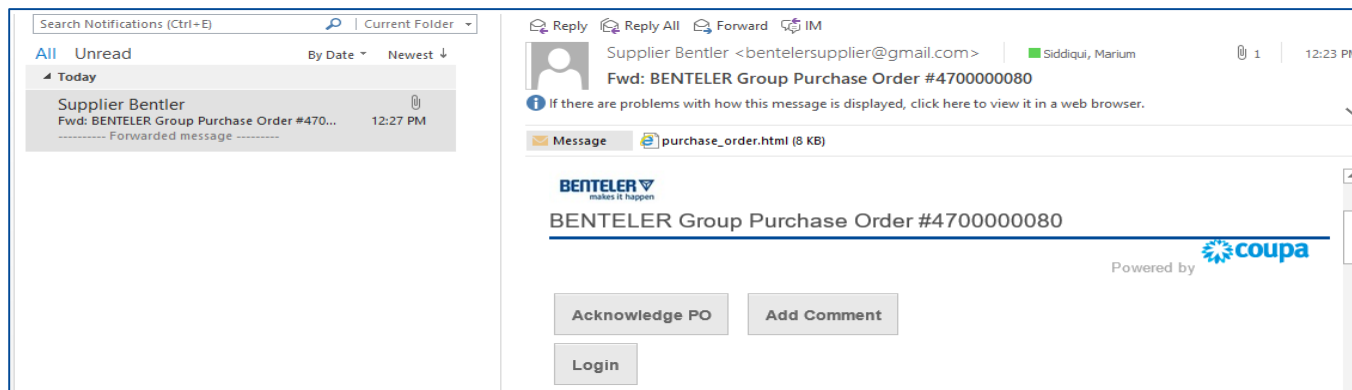 Search Notifications (Ctrl+E)
Current Folder
All Unread
By Date Newest ↓
Today
Supplier Bentler
Fwd: BENTELER Group Purchase Order #470... 12:27 PM
---------- Forwarded message ---------
Reply Reply All Forward IM
Supplier Bentler <bentelersupplier@gmail.com> Siddiqui, Marium 1 12:23 PM
Fwd: BENTELER Group Purchase Order #4700000080
If there are problems with how this message is displayed, click here to view it in a web browser.
Message purchase_order.html (8 KB)
BENTELER
makes it happen
BENTELER Group Purchase Order #4700000080
Powered by coupa
Acknowledge PO Add Comment
Login